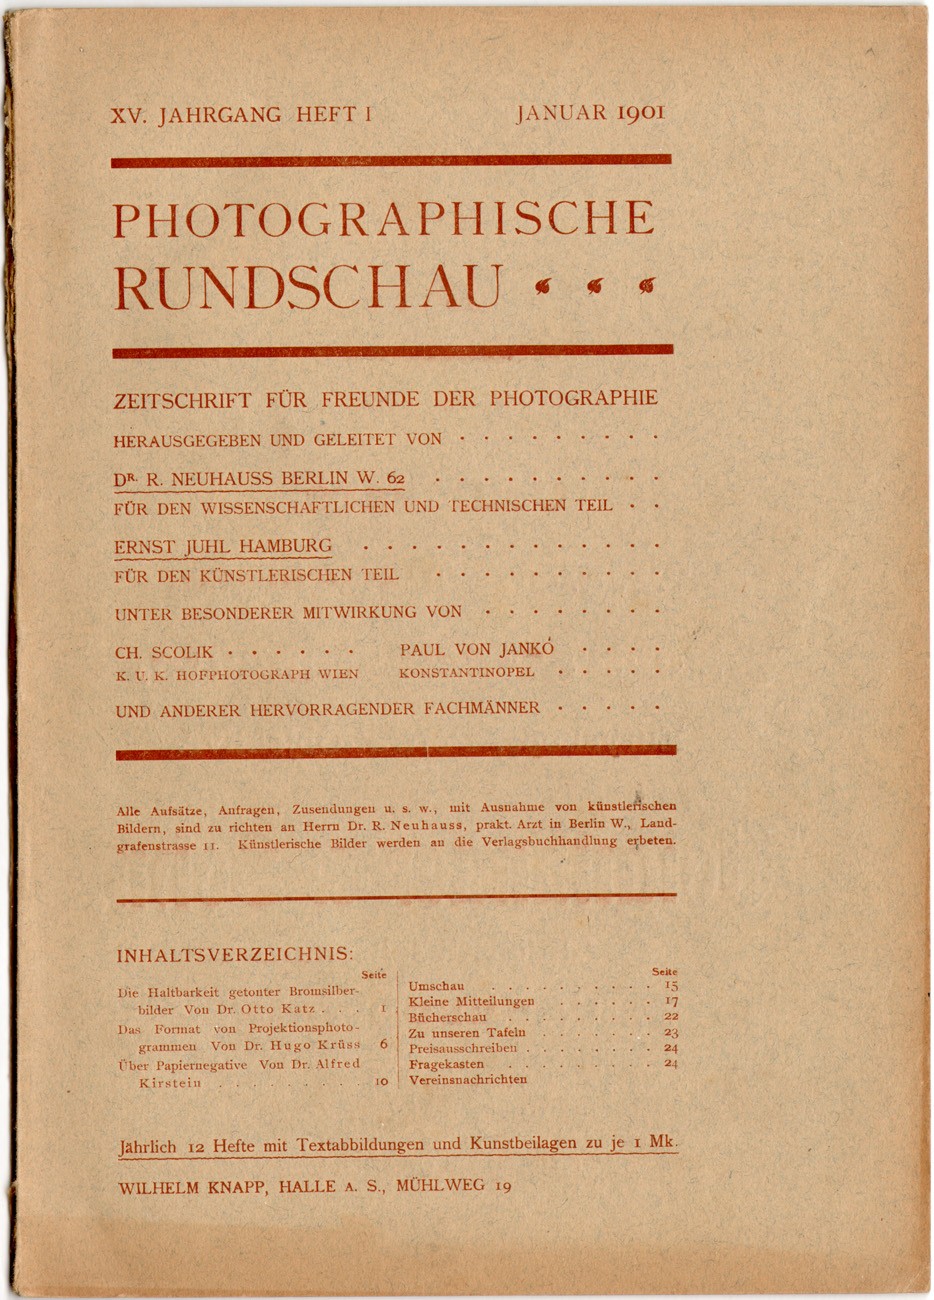 XV. JAHRGANG HEFT 1 JANUAR 1901
PHOTOGRAPHISCHE
RUNDSCHAU
ZEITSCHRIFT FÜR FREUNDE DER PHOTOGRAPHIE
HERAUSGEGEBEN UND GELEITET VON · · · · · · · · ·
DR. R. NEUHAUSS BERLIN W. 62 · · · · · · · · · ·
FÜR DEN WISSENSCHAFTLICHEN UND TECHNISCHEN TEIL · ·
ERNST JUHL HAMBURG · · · · · · · · · · · · ·
FÜR DEN KÜNSTLERISCHEN TEIL · · · · · · · · · ·
UNTER BESONDERER MITWIRKUNG VON · · · · · · · ·
CH. SCOLIK · · · · · · PAUL VON JANKÓ · · · ·
K. U. K. HOFPHOTOGRAPH WIEN KONSTANTINOPEL · · · · ·
UND ANDERER HERVORRAGENDER FACHMÄNNER · · · · ·
Alle Aufsätze, Anfragen, Zusendungen u. s. w., mit Ausnahme von künstlerischen
Bildern, sind zu richten an Herrn Dr. R. Neuhauss, prakt. Arzt in Berlin W., Land-
grafenstrasse 11. Künstlerische Bilder werden an die Verlagsbuchhandlung erbeten.
INHALTSVERZEICHNIS:
Seite
Die Haltbarkeit getonter Bromsilber-
bilder Von Dr. Otto Katz . . . 1
Das Format von Projektionsphoto-
grammen Von Dr. Hugo Krüss 6
Über Papiernegative Von Dr. Alfred
Kirstein . . . . . . . . . 10
Seite
Umschau . . . . . . . . . . 15
Kleine Mitteilungen . . . . . . 17
Bücherschau . . . . . . . . 22
Zu unseren Tafeln . . . . . . . 23
Preisausschreiben . . . . . . . 24
Fragekasten . . . . . . . . 24
Vereinsnachrichten
Jährlich 12 Hefte mit Textabbildungen und Kunstbeilagen zu je 1 Mk.
WILHELM KNAPP, HALLE A. S., MÜHLWEG 19